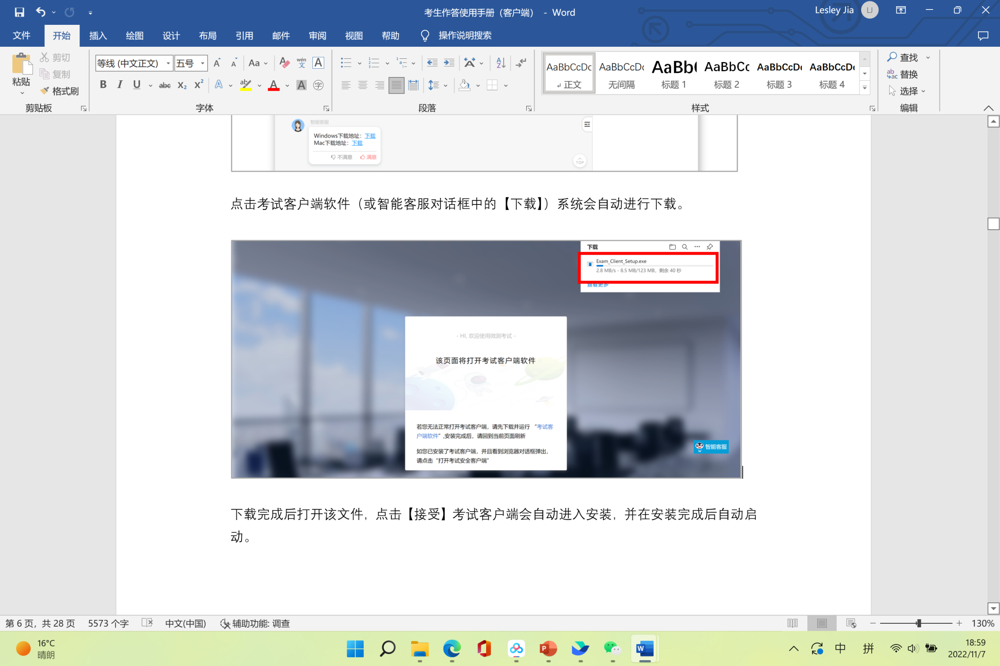 考生作答使用手册（客户端） - Word
Lesley Jia
LJ
文件 开始 插入 绘图 设计 布局 引用 邮件 审阅 视图 帮助 操作说明搜索
粘贴
剪切
复制
格式刷
剪贴板
等线 (中文正文) 五号
A A Aa A wén 文 A
B I U abc X₂ X² A ab A A 字
字体
段落
AaBbCcDc 正文
AaBbCcDc 无间隔
AaBb 标题 1
AaBbCc 标题 2
AaBbCcD 标题 3
AaBbCcD 标题 4
样式
查找
替换
选择
编辑
智能客服
Windows下载地址：下载
Mac下载地址：下载
不满意 满意
TOP
点击考试客户端软件（或智能客服对话框中的【下载】）系统会自动进行下载。
下载
Exam_Client_Setup.exe
2.8 MB/s - 8.5 MB/123 MB，剩余 40 秒
查看更多
- HI, 欢迎使用微测考试 -
该页面将打开考试客户端软件
若您无法正常打开考试客户端，请先下载并运行 “考试客
户端软件” ,安装完成后，请回到当前页面刷新
如您已安装了考试客户端，并且看到浏览器对话框弹出，
请点击 “打开考试安全客户端”
智能客服
下载完成后打开该文件，点击【接受】考试客户端会自动进入安装，并在安装完成后自动启
动。
第 6 页，共 28 页 5573 个字 中文(中国) 辅助功能: 调查 130%
16°C
晴朗
中 拼
18:59
2022/11/7